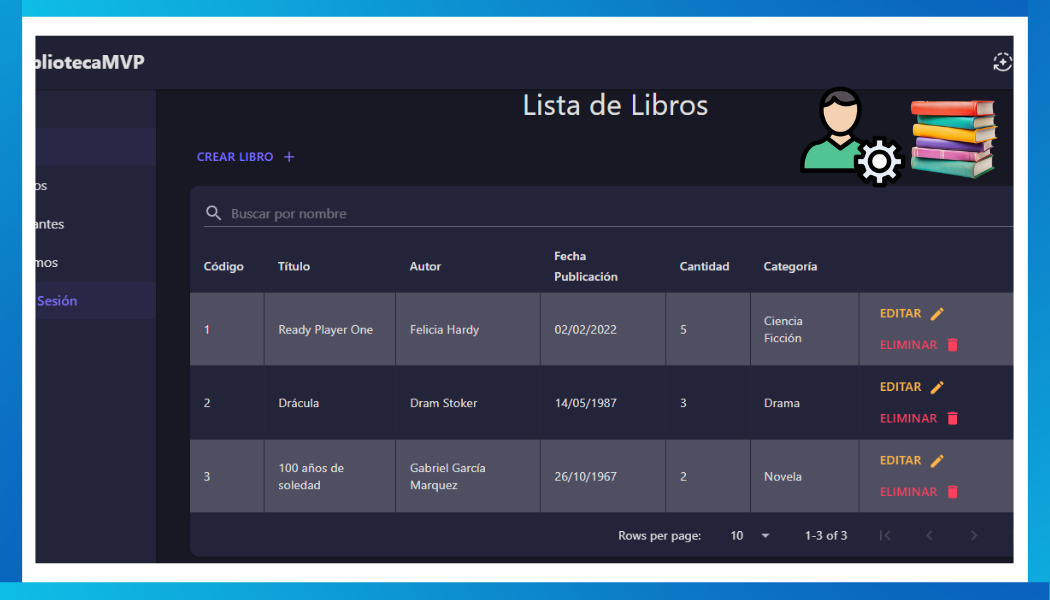 bliotecaMVP
Lista de Libros
CREAR LIBRO +
os
antes
mos
Sesión
Buscar por nombre
Código Título Autor Fecha Publicación Cantidad Categoría
1 Ready Player One Felicia Hardy 02/02/2022 5 Ciencia Ficción EDITAR
ELIMINAR
2 Drácula Dram Stoker 14/05/1987 3 Drama EDITAR
ELIMINAR
3 100 años de soledad Gabriel García Marquez 26/10/1967 2 Novela EDITAR
ELIMINAR
Rows per page: 10 1-3 of 3